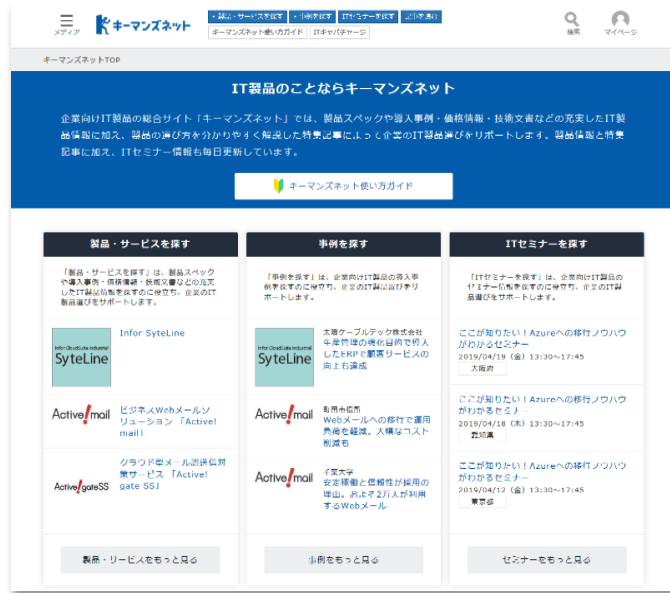 メディア
キーマンズネット
製品・サービスを探す
事例を探す
ITセミナーを探す
記事を読む
キーマンズネット使い方ガイド
ITキャパチャージ
検索
マイページ
キーマンズネットTOP
IT製品のことならキーマンズネット
企業向けIT製品の総合サイト「キーマンズネット」では、製品スペックや導入事例・価格情報・技術文書などの充実したIT製
品情報に加え、製品の選び方を分かりやすく解説した特集記事によって企業のIT製品選びをサポートします。製品情報と特集
記事に加え、ITセミナー情報も毎日更新しています。
キーマンズネット使い方ガイド
製品・サービスを探す
「製品・サービスを探す」は、製品スペック
や導入事例・価格情報・技術文書などの充実
したIT製品情報を探すのに役立ち、企業のIT
製品選びをサポートします。
Infor CloudSuite Industrial
SyteLine
Infor SyteLine
Active! mail
ビジネスWebメールソ
リューション 「Active!
mail」
Active! gateSS
クラウド型メール誤送信対
策サービス 「Active!
gate SS」
製品・サービスをもっと見る
事例を探す
「事例を探す」は、企業向けIT製品の導入事
例を探すのに役立ち、企業のIT製品選びをサ
ポートします。
Infor CloudSuite Industrial
SyteLine
太陽ケーブルテック株式会社
生産管理の強化目的で導入
したERPで顧客サービスの
向上も達成
Active! mail
町田市役所
Webメールへの移行で運用
負荷を軽減。大幅なコスト
削減も
Active! mail
千葉大学
安定稼働と信頼性が採用の
理由。およそ2万人が利用
するWebメール
事例をもっと見る
ITセミナーを探す
「ITセミナーを探す」は、企業向けIT製品の
セミナー情報を探すのに役立ち、企業のIT製
品選びをサポートします。
ここが知りたい！Azureへの移行ノウハウ
がわかるセミナー
2019/04/19（金）13:30～17:45
大阪府
ここが知りたい！Azureへの移行ノウハウ
がわかるセミナー
2019/04/18（木）13:30～17:45
愛知県
ここが知りたい！Azureへの移行ノウハウ
がわかるセミナー
2019/04/12（金）13:30～17:45
東京都
セミナーをもっと見る